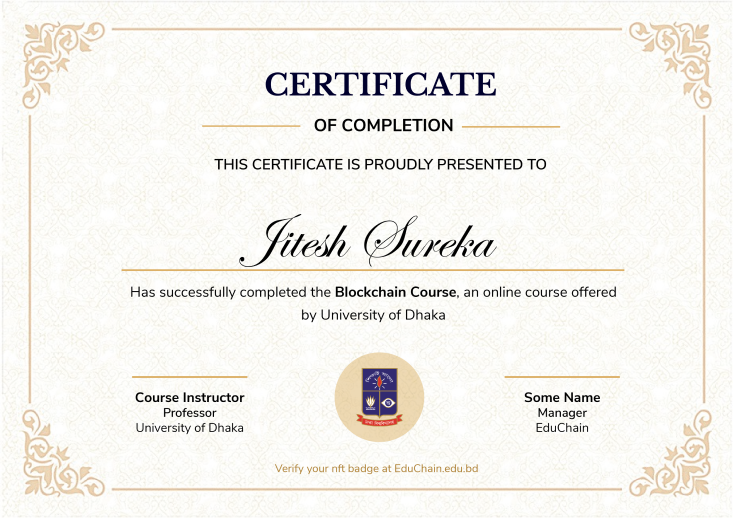 CERTIFICATE
OF COMPLETION
THIS CERTIFICATE IS PROUDLY PRESENTED TO
Jitesh Sureka
Has successfully completed the Blockchain Course, an online course offered
by University of Dhaka
Course Instructor
Professor
University of Dhaka
Some Name
Manager
EduChain
Verify your nft badge at EduChain.edu.bd